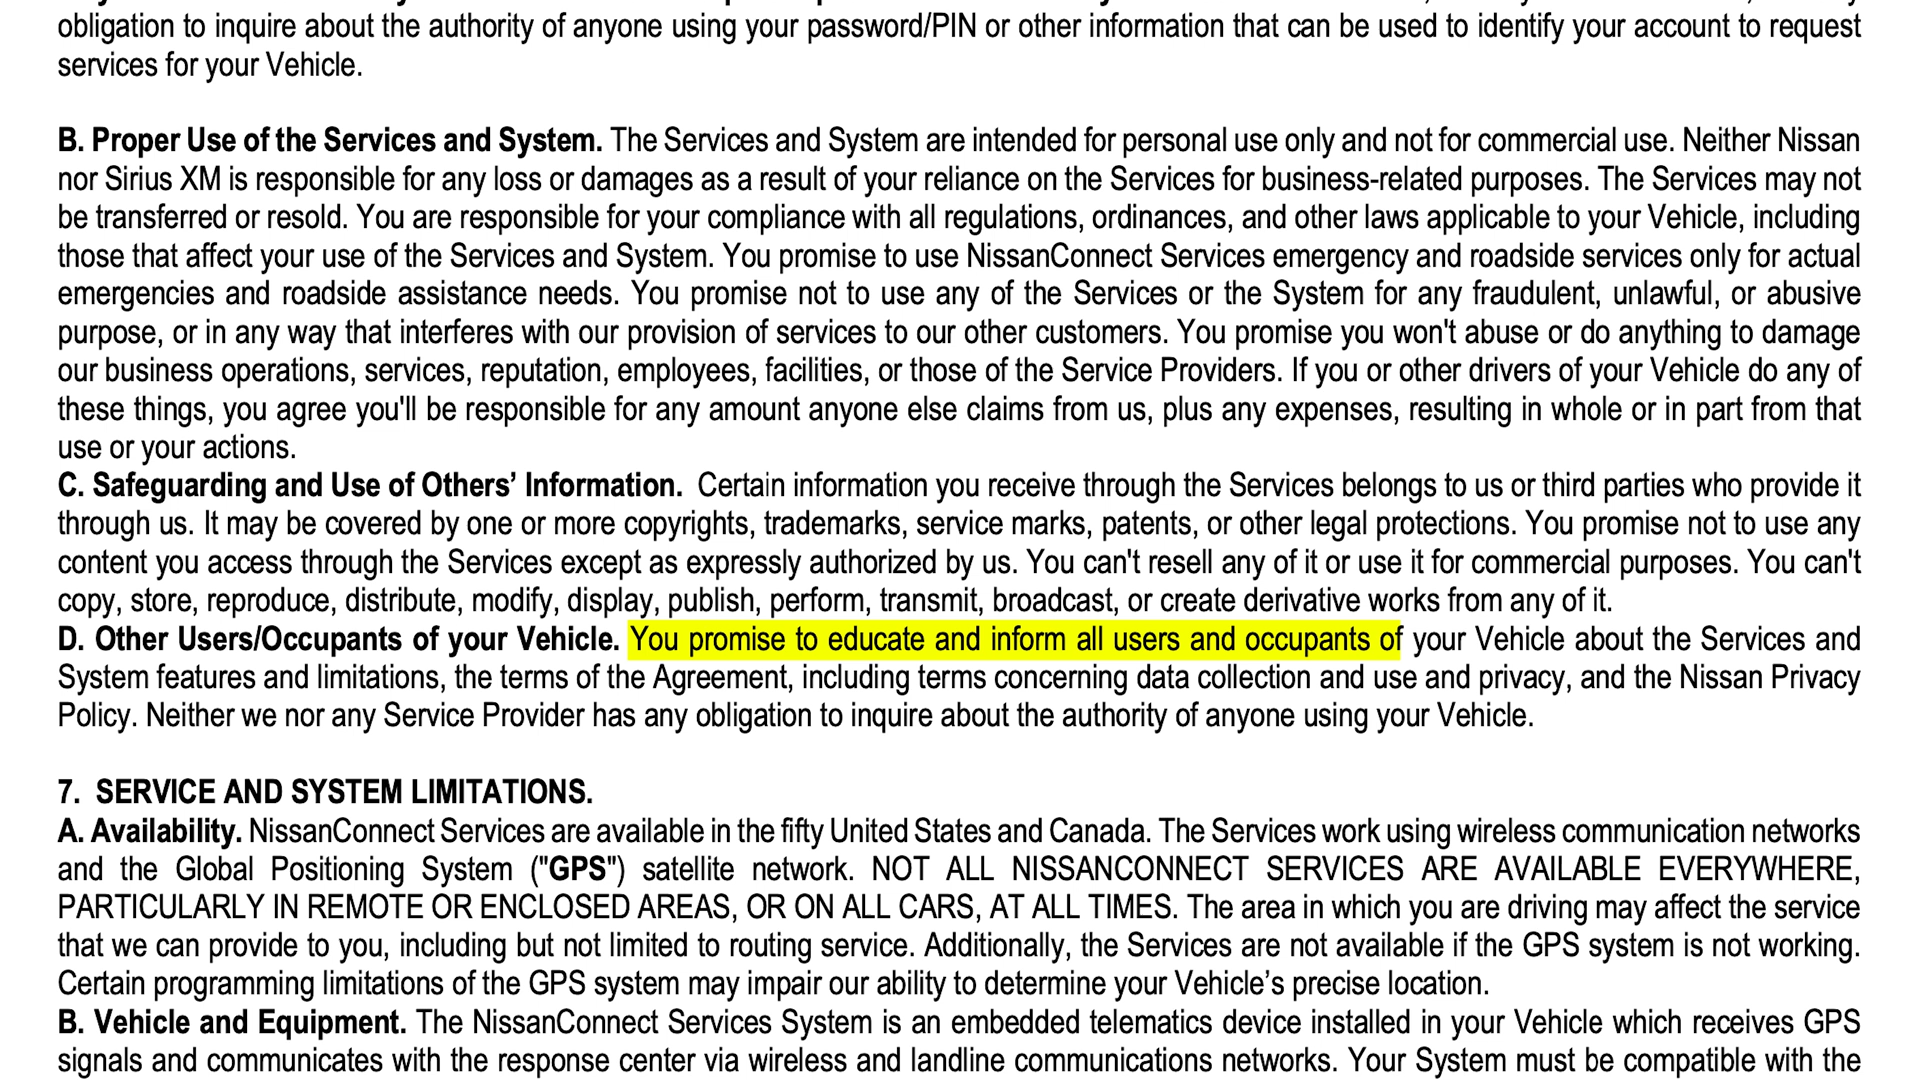 obligation to inquire about the authority of anyone using your password/PIN or other information that can be used to identify your account to request
services for your Vehicle.
B. Proper Use of the Services and System. The Services and System are intended for personal use only and not for commercial use. Neither Nissan
nor Sirius XM is responsible for any loss or damages as a result of your reliance on the Services for business-related purposes. The Services may not
be transferred or resold. You are responsible for your compliance with all regulations, ordinances, and other laws applicable to your Vehicle, including
those that affect your use of the Services and System. You promise to use NissanConnect Services emergency and roadside services only for actual
emergencies and roadside assistance needs. You promise not to use any of the Services or the System for any fraudulent, unlawful, or abusive
purpose, or in any way that interferes with our provision of services to our other customers. You promise you won't abuse or do anything to damage
our business operations, services, reputation, employees, facilities, or those of the Service Providers. If you or other drivers of your Vehicle do any of
these things, you agree you'll be responsible for any amount anyone else claims from us, plus any expenses, resulting in whole or in part from that
use or your actions.
C. Safeguarding and Use of Others’ Information. Certain information you receive through the Services belongs to us or third parties who provide it
through us. It may be covered by one or more copyrights, trademarks, service marks, patents, or other legal protections. You promise not to use any
content you access through the Services except as expressly authorized by us. You can't resell any of it or use it for commercial purposes. You can't
copy, store, reproduce, distribute, modify, display, publish, perform, transmit, broadcast, or create derivative works from any of it.
D. Other Users/Occupants of your Vehicle. You promise to educate and inform all users and occupants of your Vehicle about the Services and
System features and limitations, the terms of the Agreement, including terms concerning data collection and use and privacy, and the Nissan Privacy
Policy. Neither we nor any Service Provider has any obligation to inquire about the authority of anyone using your Vehicle.
7. SERVICE AND SYSTEM LIMITATIONS.
A. Availability. NissanConnect Services are available in the fifty United States and Canada. The Services work using wireless communication networks
and the Global Positioning System ("GPS") satellite network. NOT ALL NISSANCONNECT SERVICES ARE AVAILABLE EVERYWHERE,
PARTICULARLY IN REMOTE OR ENCLOSED AREAS, OR ON ALL CARS, AT ALL TIMES. The area in which you are driving may affect the service
that we can provide to you, including but not limited to routing service. Additionally, the Services are not available if the GPS system is not working.
Certain programming limitations of the GPS system may impair our ability to determine your Vehicle’s precise location.
B. Vehicle and Equipment. The NissanConnect Services System is an embedded telematics device installed in your Vehicle which receives GPS
signals and communicates with the response center via wireless and landline communications networks. Your System must be compatible with the